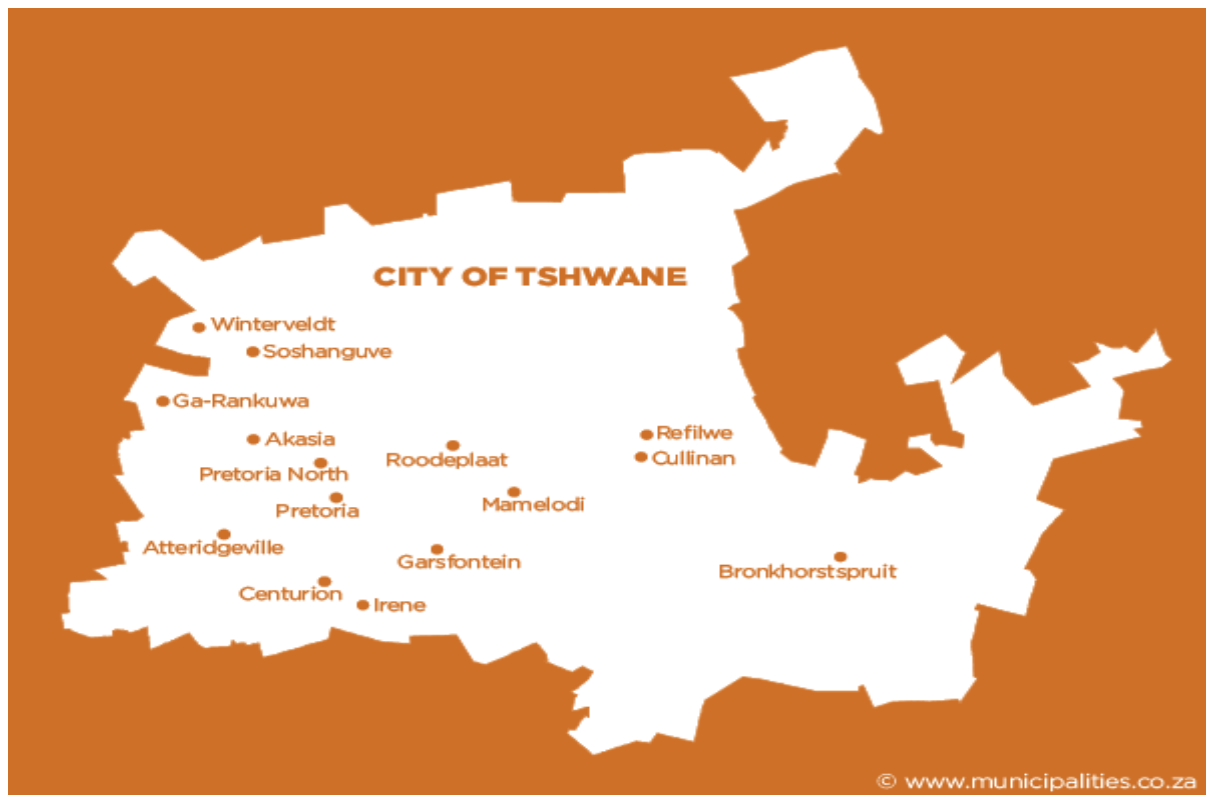 CITY OF TSHWANE
Winterveldt
Soshanguve
Ga-Rankuwa
Akasia
Refilwe
Roodeplaat
Cullinan
Pretoria North
Mamelodi
Pretoria
Atteridgeville
Garsfontein
Bronkhorstspruit
Centurion
Irene
© www.municipalities.co.za